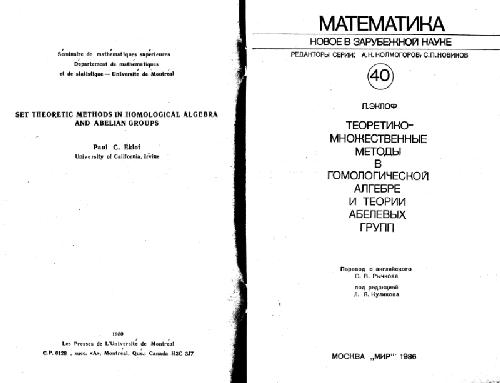 Séminaire de mathématiques supérieures
Département de mathématiques
et de statistique — Université de Montréal
SET THEORETIC METHODS IN HOMOLOGICAL ALGEBRA
AND ABELIAN GROUPS
Paul C. Eklof
University of California, Irvine
1980
Les Presses de L'Université de Montréal
C.P. 6128, succ. «A», Montréal, Qué., Canada H3C 3J7
МАТЕМАТИКА
НОВОЕ В ЗАРУБЕЖНОЙ НАУКЕ
РЕДАКТОРЫ СЕРИИ: А.Н.КОЛМОГОРОВ, С.П.НОВИКОВ
40
П.ЭКЛОФ
ТЕОРЕТИКО-
МНОЖЕСТВЕННЫЕ
МЕТОДЫ
В
ГОМОЛОГИЧЕСКОЙ
АЛГЕБРЕ
И ТЕОРИИ
АБЕЛЕВЫХ
ГРУПП
Перевод с английского
С. В. Рычкова
под редакцией
Л. Я. Куликова
МОСКВА „МИР" 1986